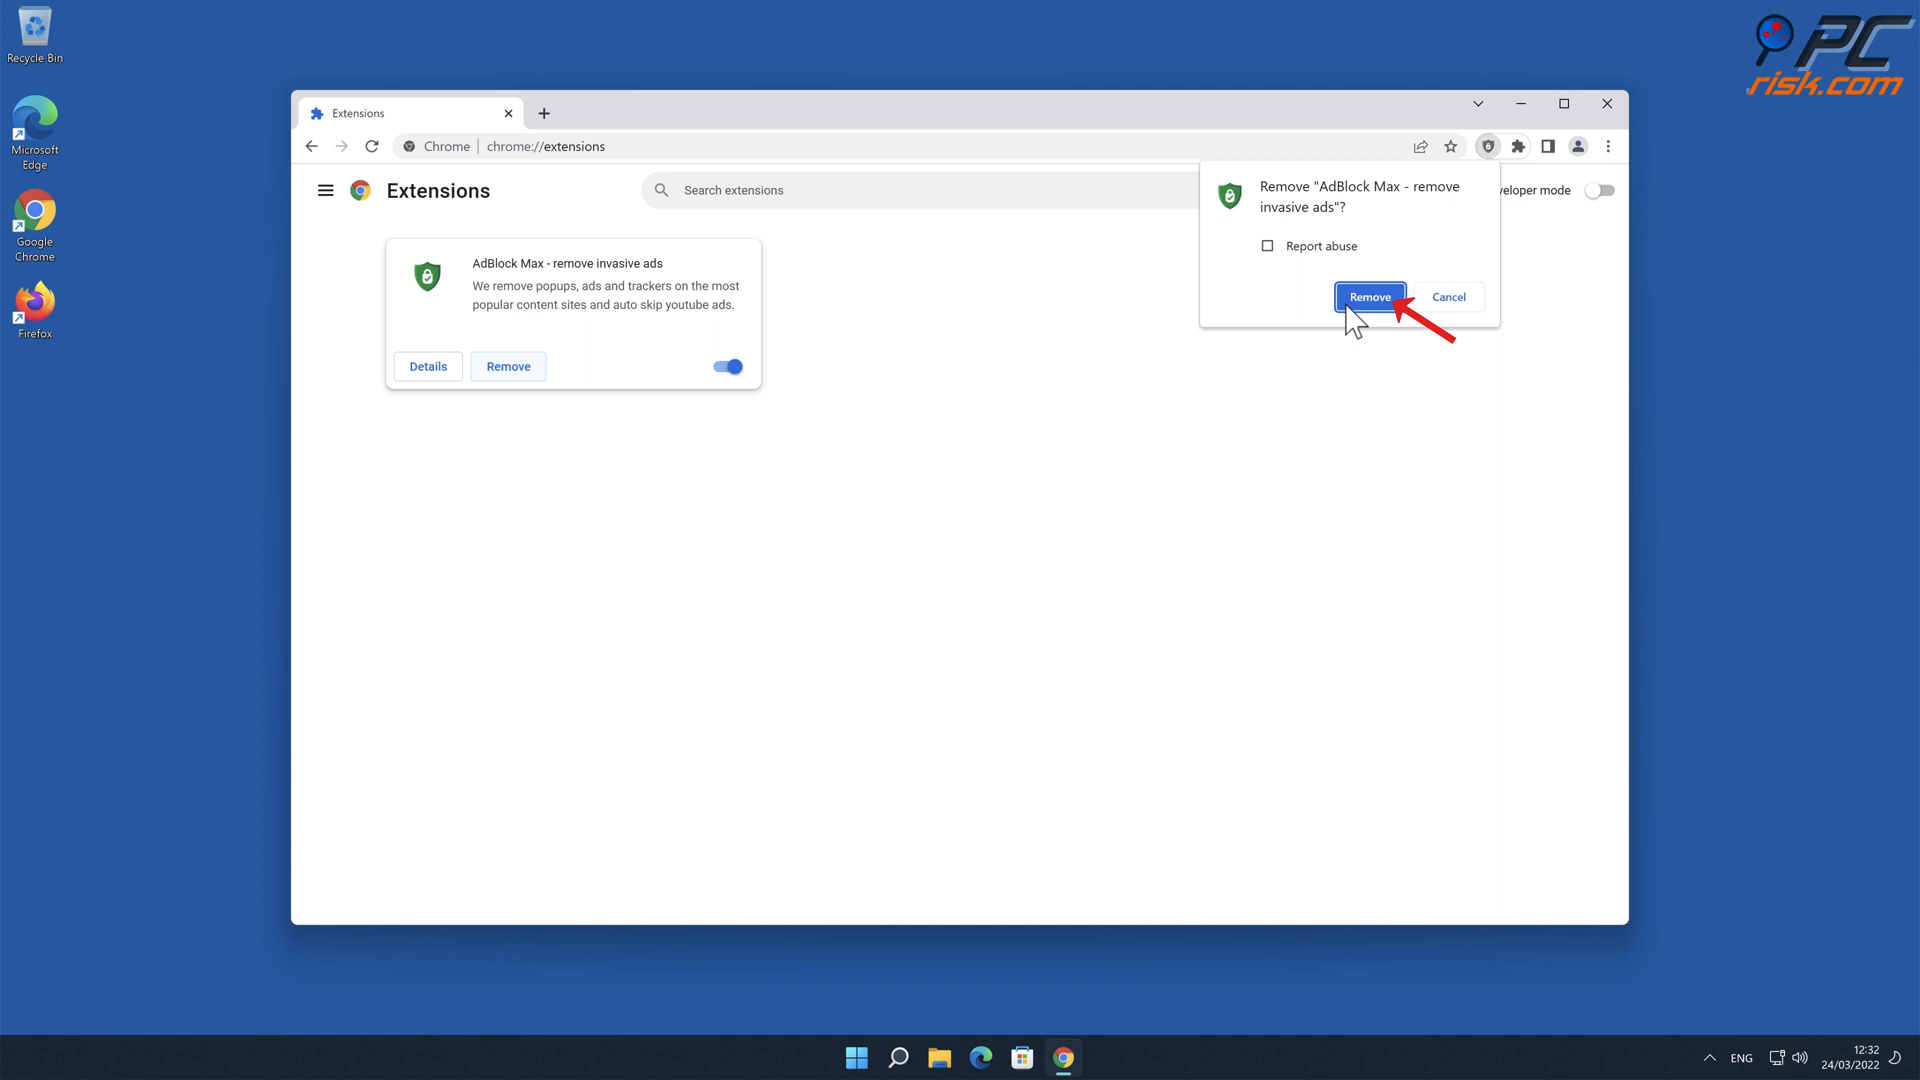 Recycle Bin
Microsoft
Edge
Google
Chrome
Firefox
PC
risk.com
Extensions
Chrome
chrome://extensions
Extensions
Search extensions
veloper mode
Remove "AdBlock Max - remove
invasive ads"?
Report abuse
Remove
Cancel
AdBlock Max - remove invasive ads
We remove popups, ads and trackers on the most
popular content sites and auto skip youtube ads.
Details
Remove
ENG
12:32
24/03/2022